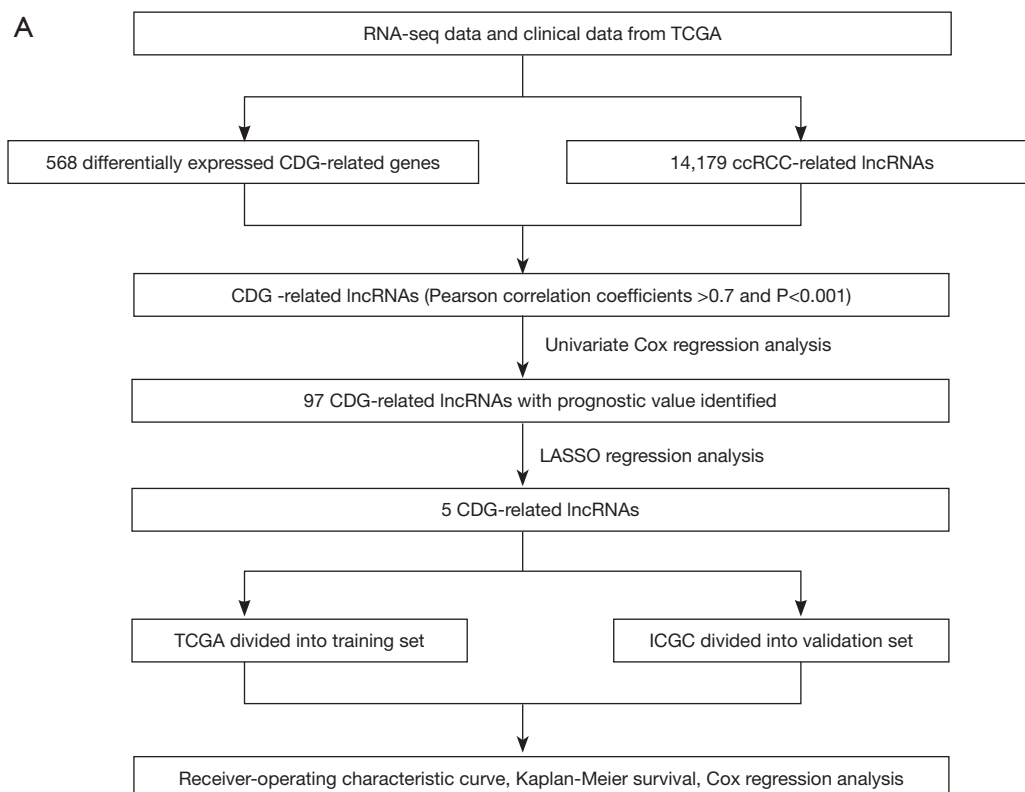 A
RNA-seq data and clinical data from TCGA
568 differentially expressed CDG-related genes
14,179 ccRCC-related lncRNAs
CDG -related lncRNAs (Pearson correlation coefficients >0.7 and P<0.001)
Univariate Cox regression analysis
97 CDG-related lncRNAs with prognostic value identified
LASSO regression analysis
5 CDG-related lncRNAs
TCGA divided into training set
ICGC divided into validation set
Receiver-operating characteristic curve, Kaplan-Meier survival, Cox regression analysis